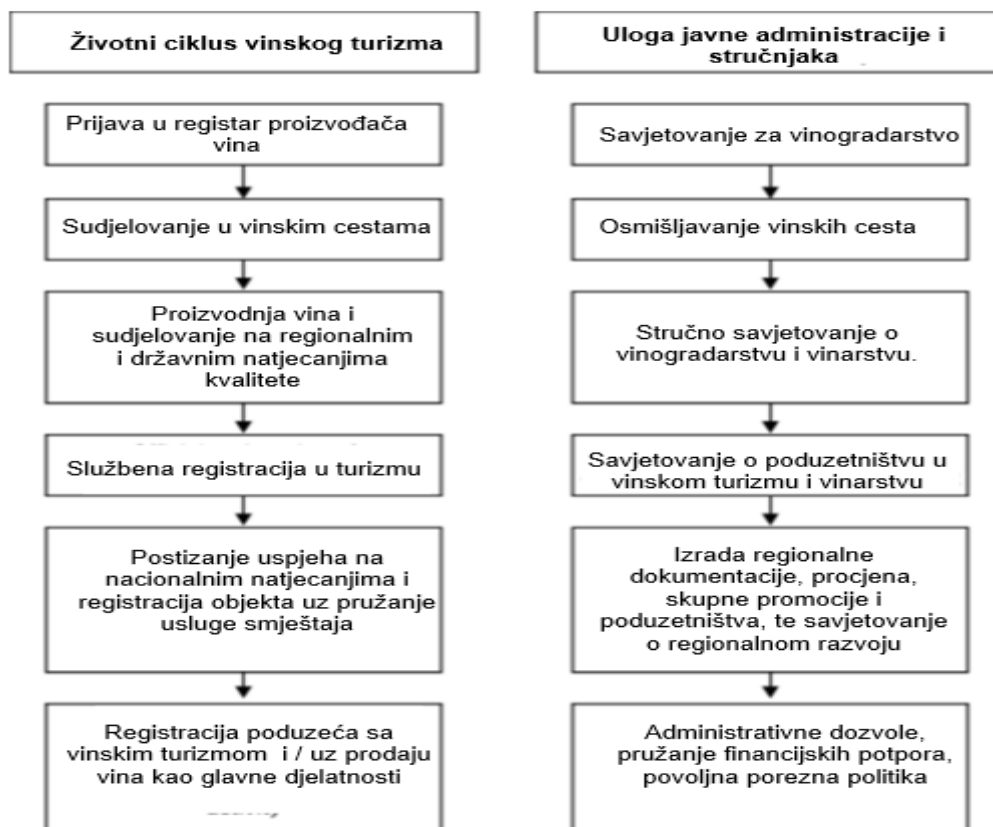 Životni ciklus vinskog turizma
Uloga javne administracije i
stručnjaka
Prijava u registar proizvođača
vina
Sudjelovanje u vinskim cestama
Proizvodnja vina i
sudjelovanje na regionalnim
i državnim natjecanjima
kvalitete
Službena registracija u turizmu
Postizanje uspjeha na
nacionalnim natjecanjima i
registracija objekta uz pružanje
usluge smještaja
Registracija poduzeća sa
vinskim turizmom i / uz prodaju
vina kao glavne djelatnosti
Savjetovanje za vinogradarstvo
Osmišljavanje vinskih cesta
Stručno savjetovanje o
vinogradarstvu i vinarstvu.
Savjetovanje o poduzetništvu u
vinskom turizmu i vinarstvu
Izrada regionalne
dokumentacije, procjena,
skupne promocije i
poduzetništva, te savjetovanje
o regionalnom razvoju
Administrativne dozvole,
pružanje financijskih potpora,
povoljna porezna politika